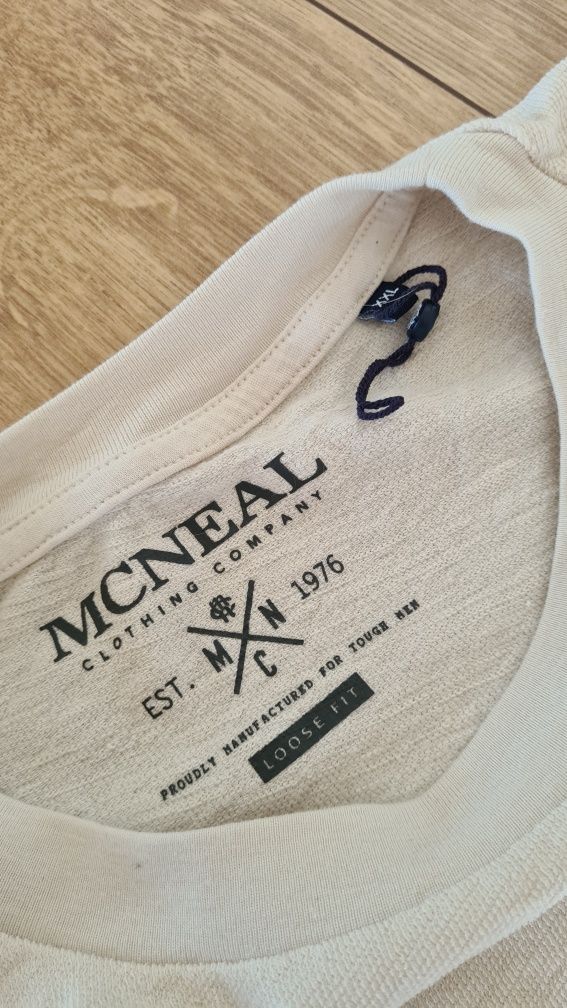 XXL
MCNEAL
CLOTHING COMPANY
EST. 1976
M N
C
PROUDLY MANUFACTURED FOR TOUGH MEN
LOOSE FIT